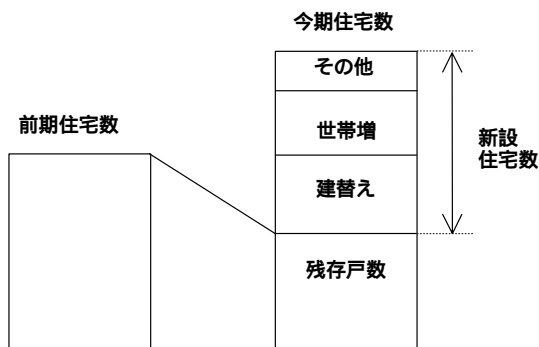 今期住宅数
その他
前期住宅数
世帯増
新設
住宅数
建替え
残存戸数